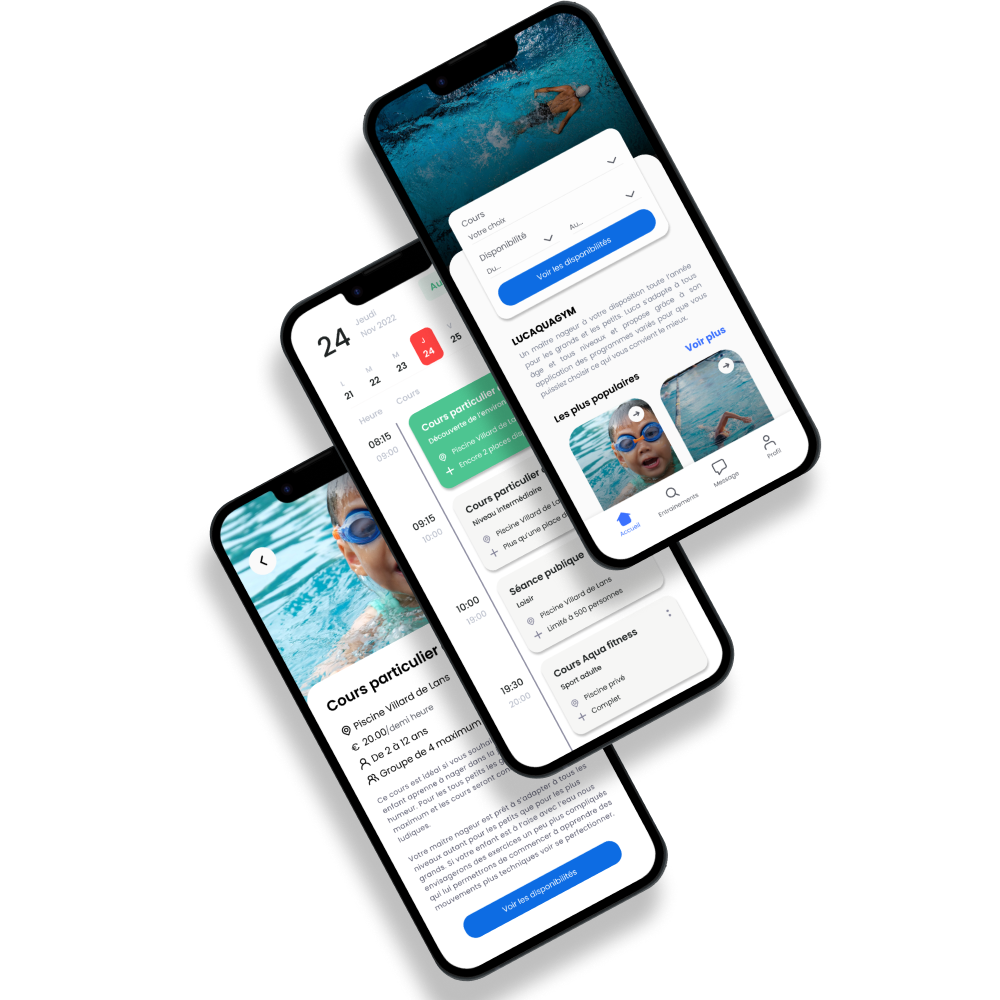 Cours
Votre choix
Disponibilité
Du... Au...
Voir les disponibilités
LUCAQUAGYM
Un maitre nageur à votre disposition toute l'année
pour les grands et les petits. Luca s'adapte à tous
âge et tous niveaux et propose grâce à son
application des programmes variés pour que vous
puissiez choisir ce qui vous convient le mieux.
Voir plus
Les plus populaires
Accueil
Entrainements
Message
Profil
24
Jeudi
Nov 2022
Au
L M J V
21 22 23 24 25
Heure Cours
08:15
09:00
Cours particulier
Découverte de l'environ
Piscine Villard de La
Encore 2 places dis
09:15
10:00
Cours particulier
Niveau intermédiaire
Piscine Villard de La
Plus qu'une place d
10:00
19:00
Séance publique
Loisir
Piscine Villard de Lans
Limité à 500 personnes
19:30
20:00
Cours Aqua fitness
Sport adulte
Piscine privé
Complet
Cours particulier
Piscine Villard de Lans
€ 20.00/demi heure
De 2 à 12 ans
Groupe de 4 maximum
Ce cours est idéal si vous souhai
enfant aprenne à nager dans la
humeur. Pour les tous petits les g
maximum et les cours seront con
ludiques.
Votre maitre nageur est prêt à s'adapter à tous les
niveaux autant pour les petits que pour les plus
grands. Si votre enfant est à l'aise avec l'eau nous
envisagerons des exercices un peu plus compliqués
qui lui permettrons de commencer à apprendre des
mouvements plus techniques voir se perfectionner.
Voir les disponibilités